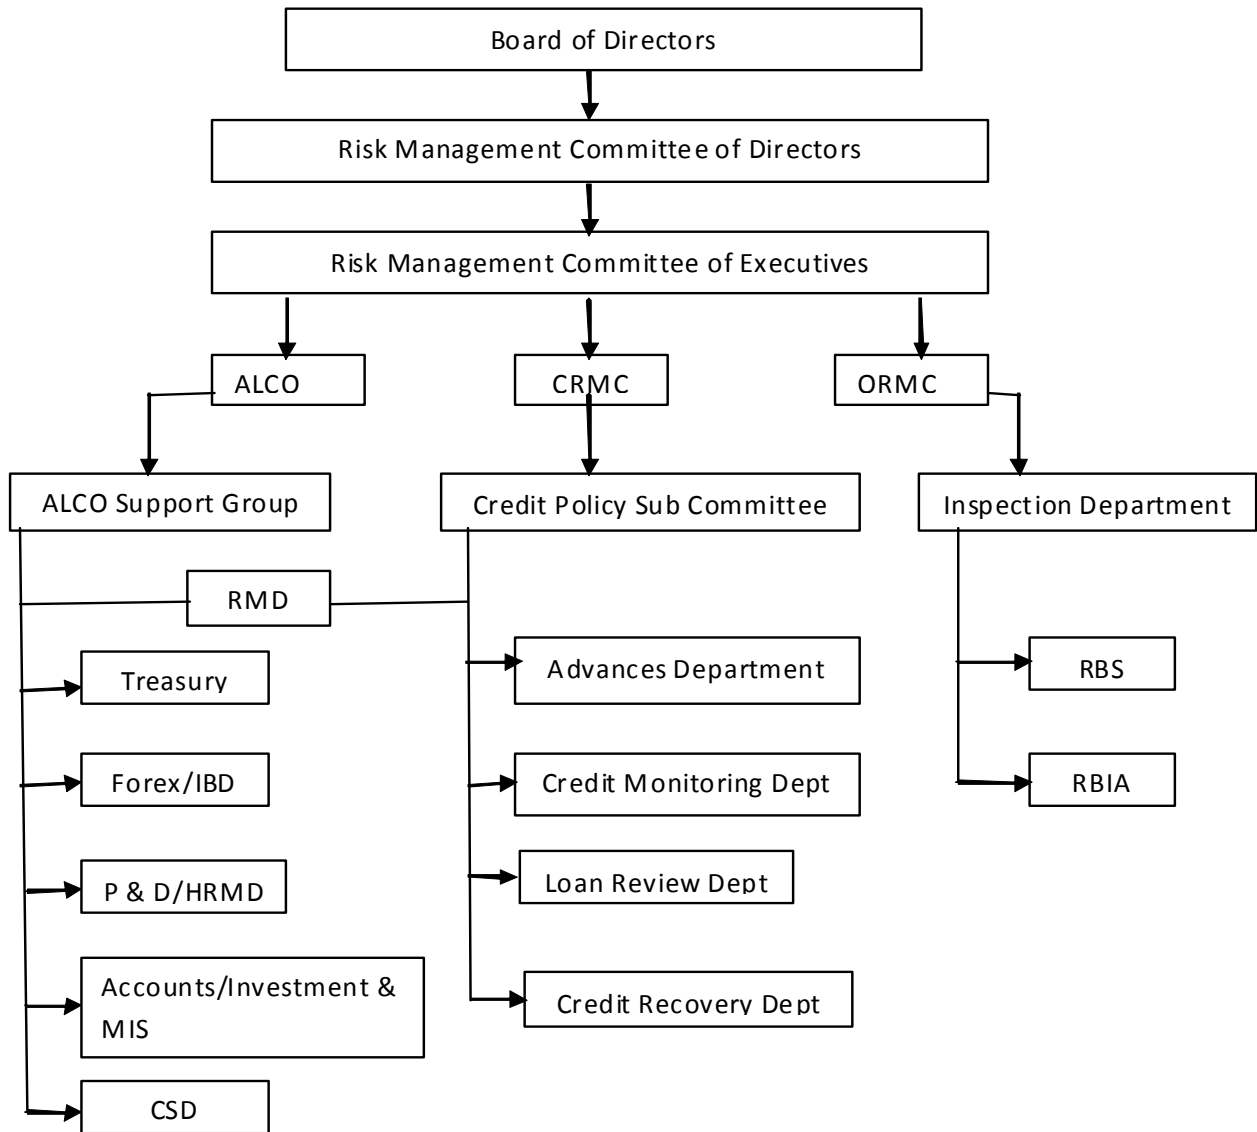 Board of Directors
Risk Management Committee of Directors
Risk Management Committee of Executives
ALCO
CRMC
ORMC
ALCO Support Group
Credit Policy Sub Committee
Inspection Department
RMD
Treasury
Advances Department
RBS
Forex/IBD
Credit Monitoring Dept
RBIA
P & D/HRMD
Loan Review Dept
Accounts/Investment &
MIS
Credit Recovery Dept
CSD